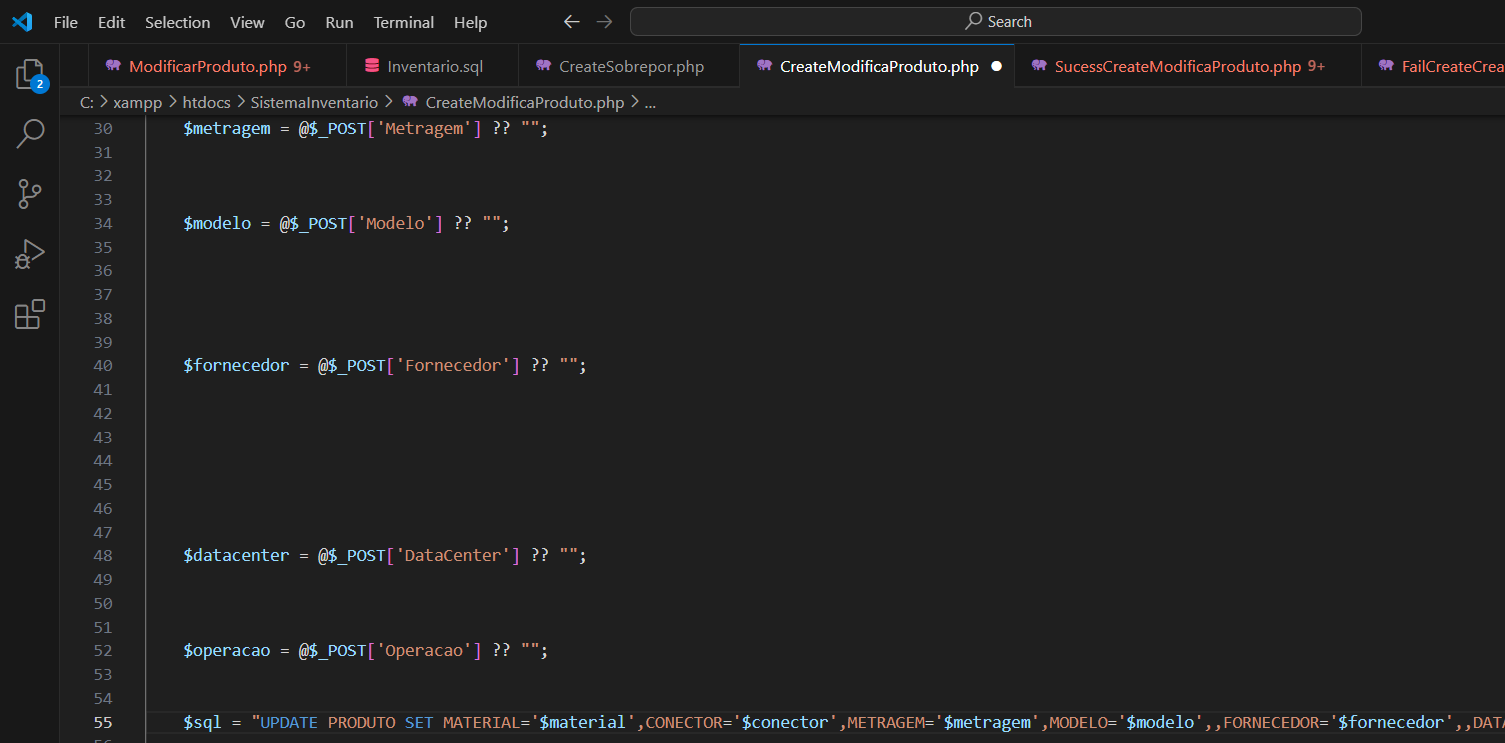 File Edit Selection View Go Run Terminal Help Search
2
ModificarProduto.php 9+ Inventario.sql CreateSobrepor.php CreateModificaProduto.php SucessCreateModificaProduto.php 9+ FailCreateCrea
C: > xampp > htdocs > SistemaInventario > CreateModificaProduto.php > ...
30 $metragem = @$_POST['Metragem'] ?? "";
31
32
33
34 $modelo = @$_POST['Modelo'] ?? "";
35
36
37
38
39
40 $fornecedor = @$_POST['Fornecedor'] ?? "";
41
42
43
44
45
46
47
48 $datacenter = @$_POST['DataCenter'] ?? "";
49
50
51
52 $operacao = @$_POST['Operacao'] ?? "";
53
54
55 $sql = "UPDATE PRODUTO SET MATERIAL='$material',CONECTOR='$conector',METRAGEM='$metragem',MODELO='$modelo',,FORNECEDOR='$fornecedor',,DATA
56